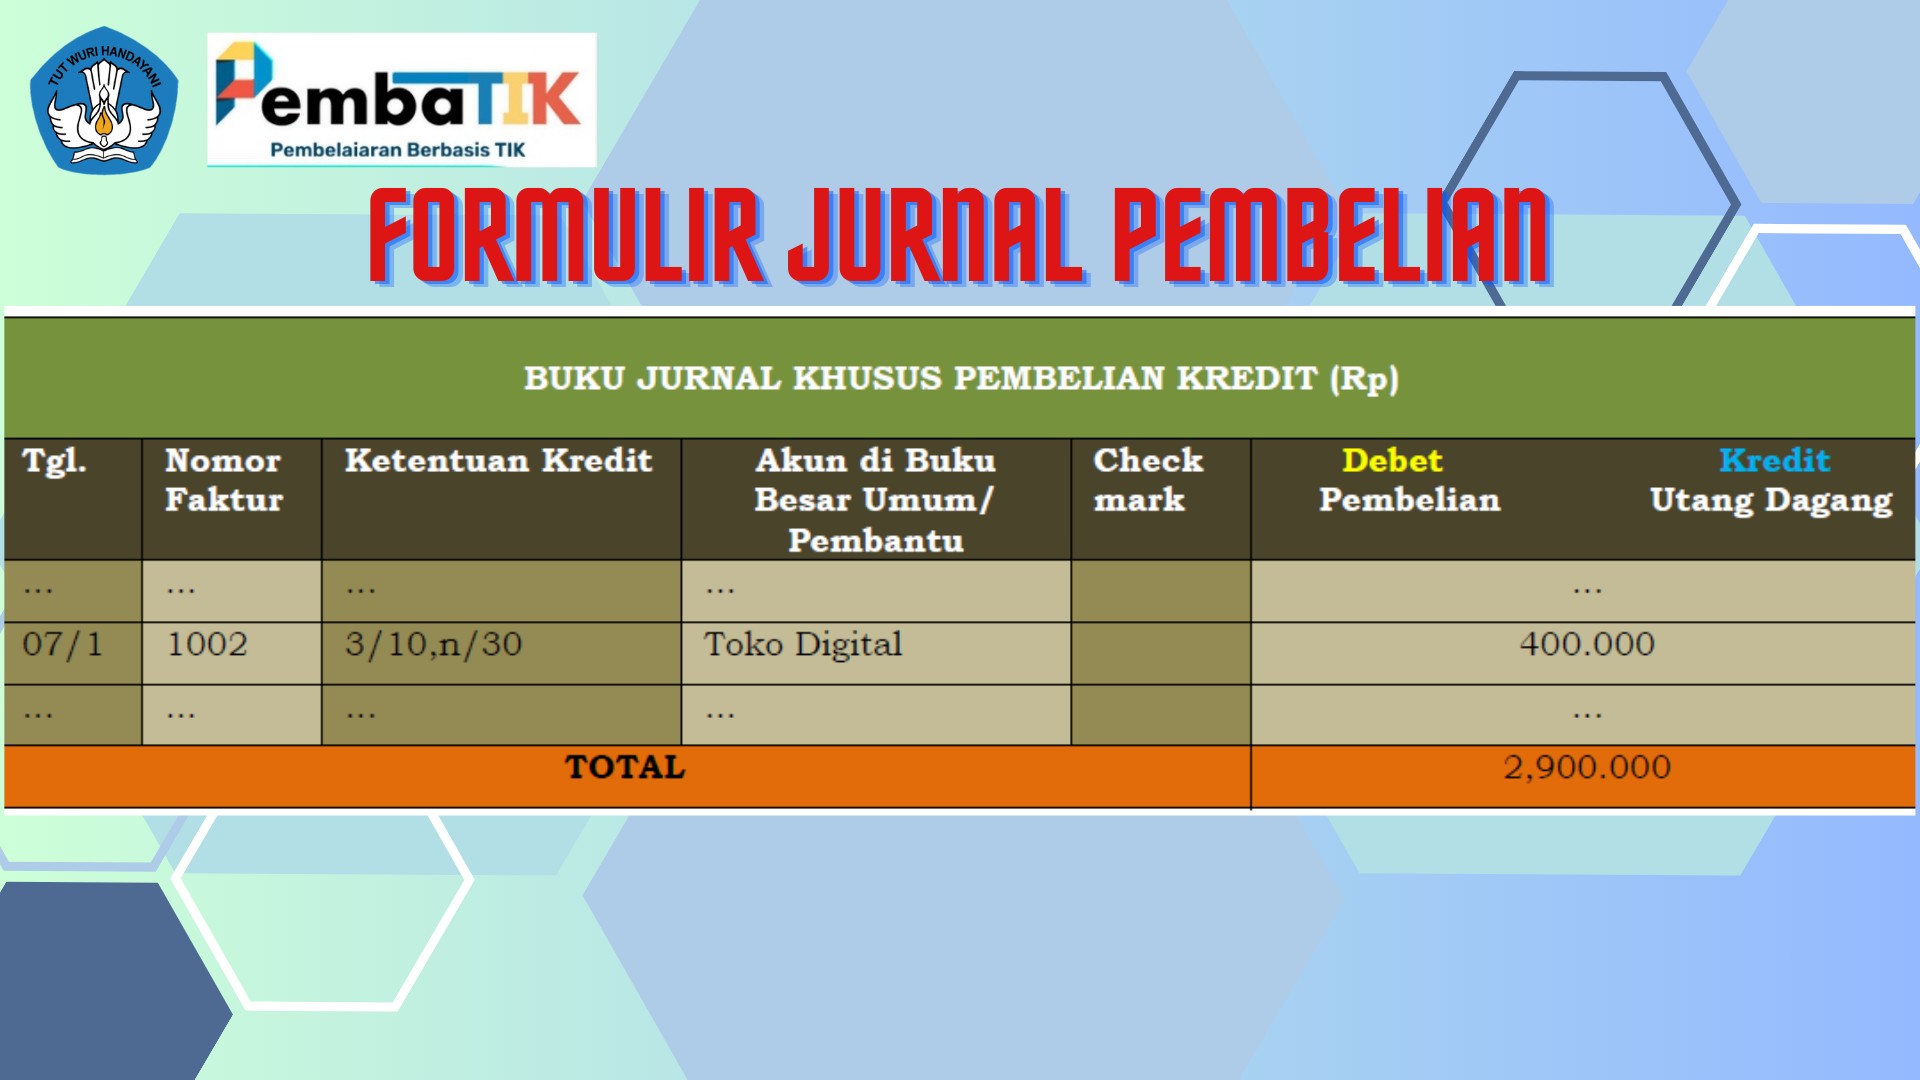 TUT WURI HANDAYANI
PembaTIK
Pembelaiaran Berbasis TIK
FORMULIR JURNAL PEMBELIAN
BUKU JURNAL KHUSUS PEMBELIAN KREDIT (Rp)
Tgl. Nomor Faktur Ketentuan Kredit Akun di Buku Besar Umum/ Pembantu Check mark Debet Pembelian Kredit Utang Dagang
... ... ... ... ...
07/1 1002 3/10,n/30 Toko Digital 400.000
... ... ... ... ...
TOTAL 2,900.000